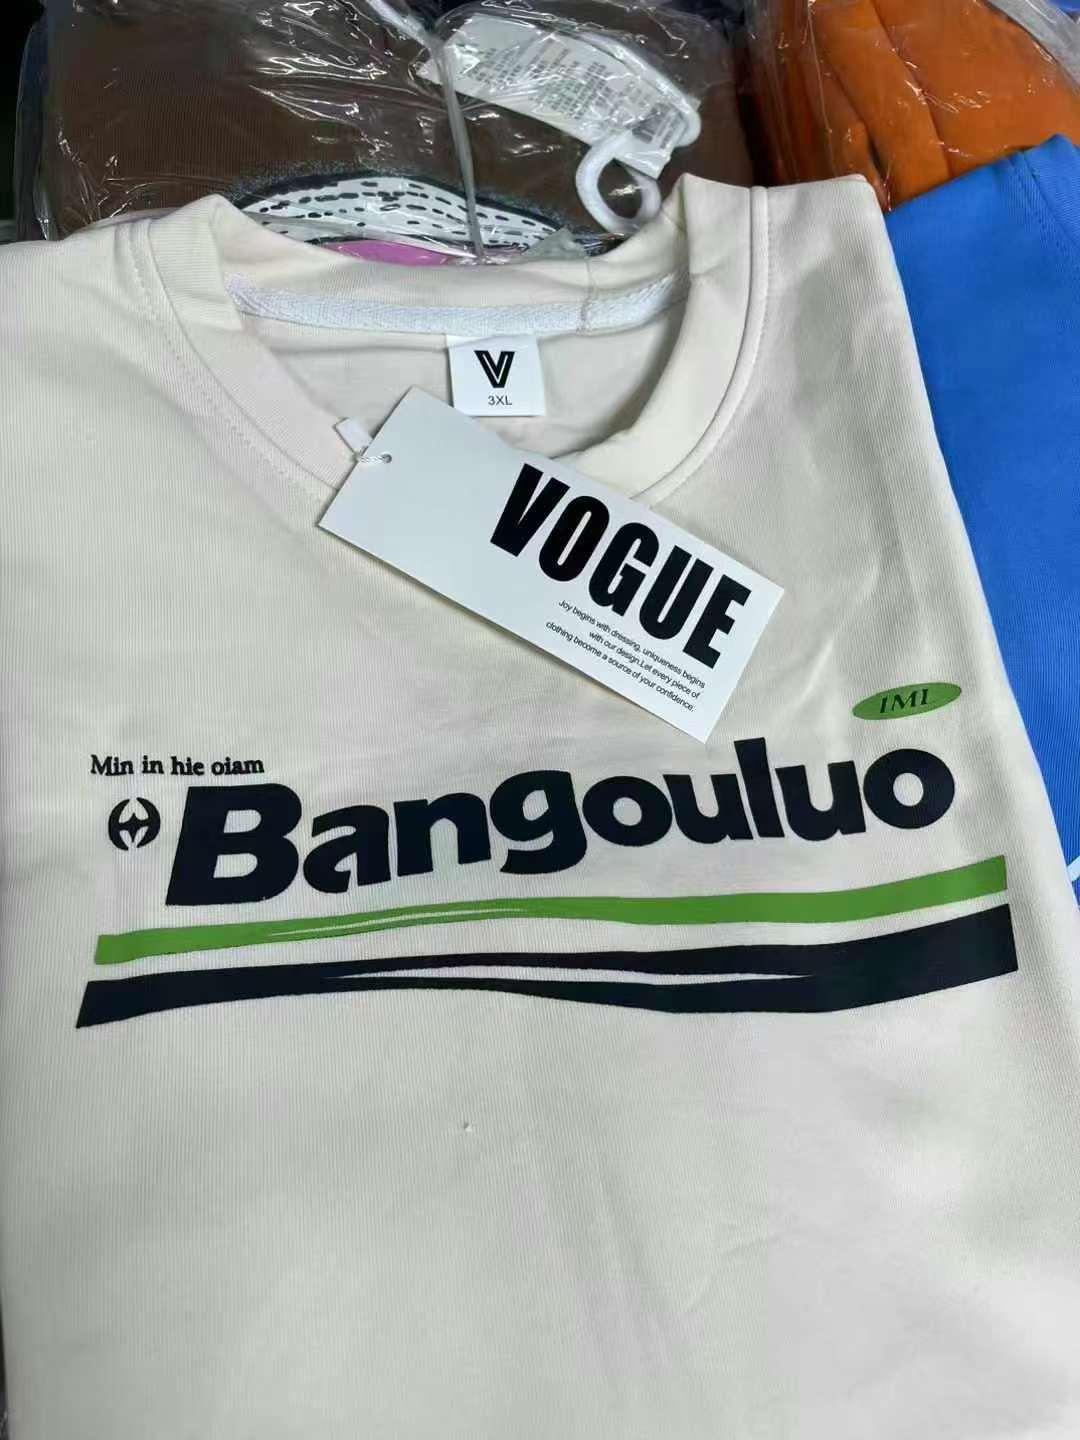 V
3XL
VOGUE
Joy begins with dressing, uniqueness begins
with our design.Let every piece of
clothing become a source of your confidence.
IML
Min in hie oiam
Bangouluo